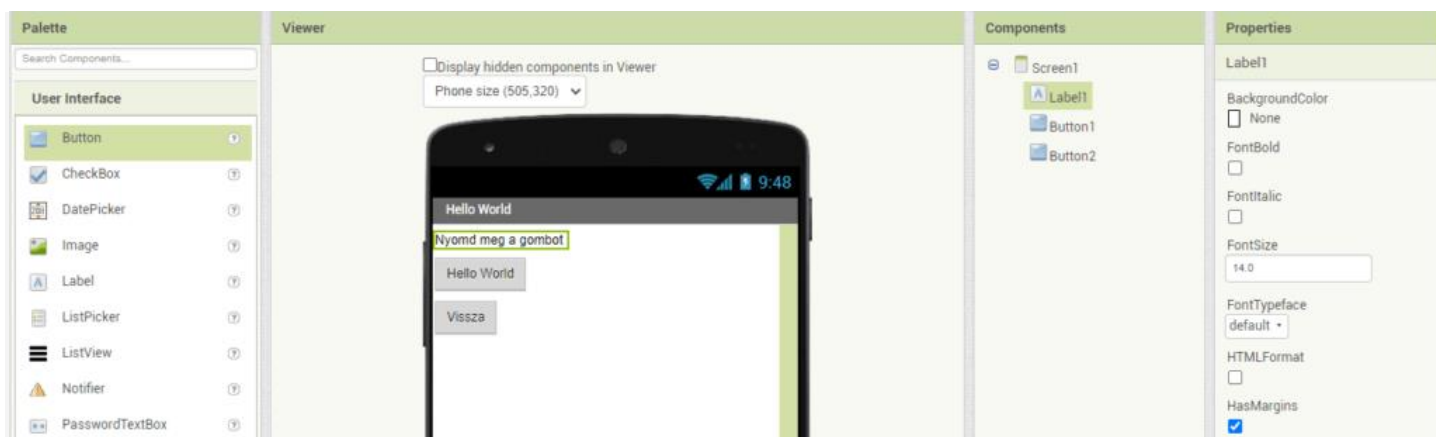 Palette
Search Components...
User Interface
Button
CheckBox
DatePicker
Image
Label
ListPicker
ListView
Notifier
PasswordTextBox
Viewer
Display hidden components in Viewer
Phone size (505,320)
9:48
Hello World
Nyomd meg a gombot
Hello World
Vissza
Components
Screen1
Label1
Button1
Button2
Properties
Label1
BackgroundColor
None
FontBold
FontItalic
FontSize
14.0
FontTypeface
default
HTMLFormat
HasMargins